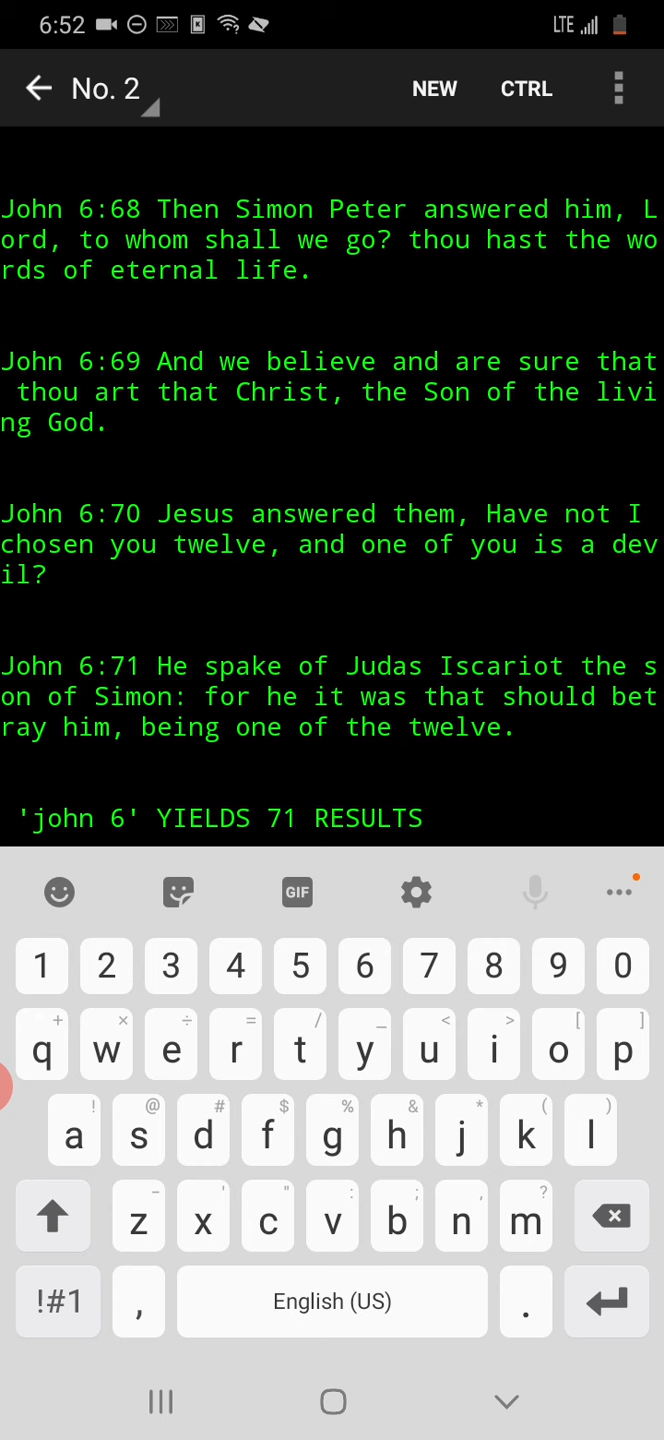 6:52 LTE
No. 2 NEW CTRL
John 6:68 Then Simon Peter answered him, L
ord, to whom shall we go? thou hast the wo
rds of eternal life.
John 6:69 And we believe and are sure that
thou art that Christ, the Son of the livi
ng God.
John 6:70 Jesus answered them, Have not I
chosen you twelve, and one of you is a dev
il?
John 6:71 He spake of Judas Iscariot the s
on of Simon: for he it was that should bet
ray him, being one of the twelve.
'john 6' YIELDS 71 RESULTS
GIF
1 2 3 4 5 6 7 8 9 0
+ × ÷ = / _ < > [ ]
q w e r t y u i o p
! @ # $ % & * ( )
a s d f g h j k l
- ' " : ; , ?
z x c v b n m
!#1 , English (US) .